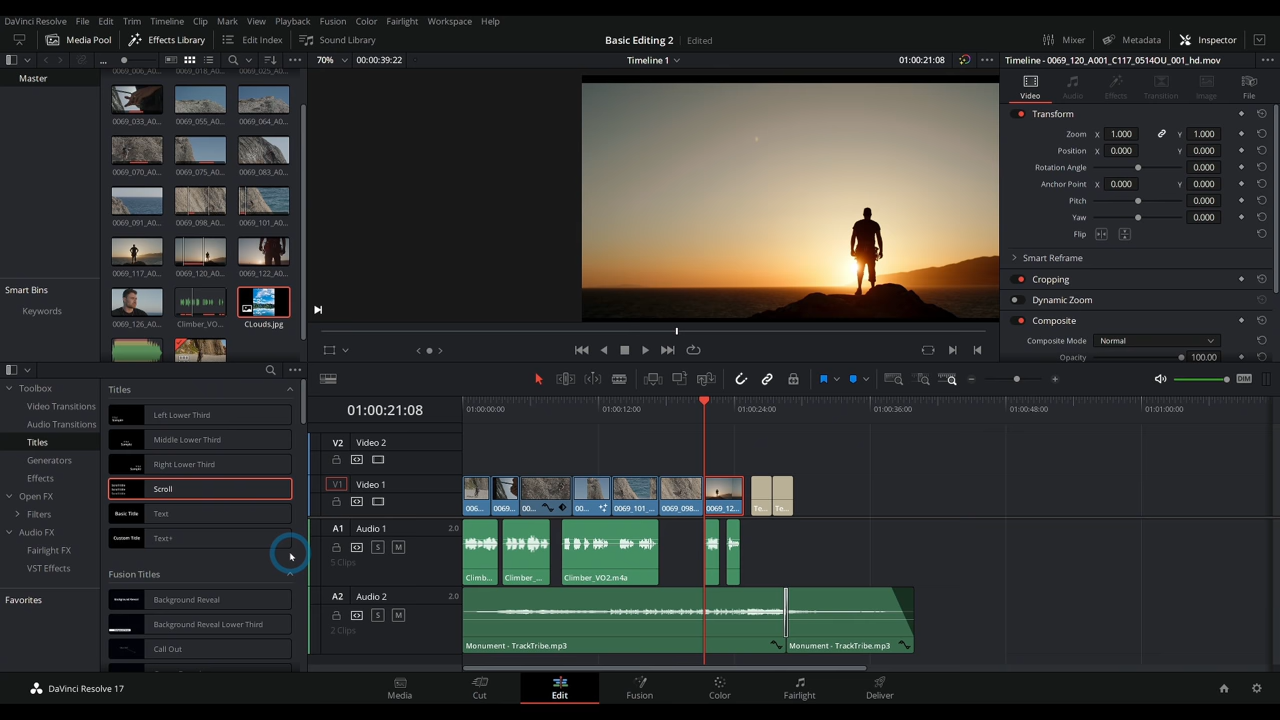 DaVinci Resolve File Edit Trim Timeline Clip Mark View Playback Fusion Color Fairlight Workspace Help
Media Pool Effects Library Edit Index Sound Library Basic Editing 2 Edited Mixer Metadata Inspector
... 70% 00:00:39:22 Timeline 1 01:00:21:08 Timeline - 0069_120_A001_C117_0514OU_001_hd.mov
Master
0069_033_A0... 0069_055_A0... 0069_064_A0...
0069_070_A0... 0069_075_A0... 0069_083_A0...
0069_091_A0... 0069_098_A0... 0069_101_A0...
0069_117_A0... 0069_120_A0... 0069_122_A0...
0069_126_A0... Climber_VO... CLouds.jpg
Smart Bins
Keywords
Video Audio Effects Transition Image File
Transform
Zoom X 1.000 Y 1.000
Position X 0.000 Y 0.000
Rotation Angle 0.000
Anchor Point X 0.000 Y 0.000
Pitch 0.000
Yaw 0.000
Flip
Smart Reframe
Cropping
Dynamic Zoom
Composite
Composite Mode Normal
Opacity 100.00
Toolbox
Video Transitions
Audio Transitions
Titles
Generators
Effects
Open FX
Filters
Audio FX
Fairlight FX
VST Effects
Favorites
Titles
Left Lower Third
Middle Lower Third
Right Lower Third
Scroll
Basic Title Text
Custom Title Text+
Fusion Titles
Background Reveal
Background Reveal Lower Third
Call Out
DIM
01:00:21:08 01:00:00:00 01:00:12:00 01:00:24:00 01:00:36:00 01:00:48:00 01:01:00:00
V2 Video 2
V1 Video 1
006... 0069... 00... 00... 0069_101_... 0069_098... 0069_12... Te... Te...
A1 Audio 1 2.0
S M
5 Clips
Climb... Climber_... Climber_VO2.m4a
A2 Audio 2 2.0
S M
2 Clips
Monument - TrackTribe.mp3 Monument - TrackTribe.mp3
DaVinci Resolve 17 Media Cut Edit Fusion Color Fairlight Deliver